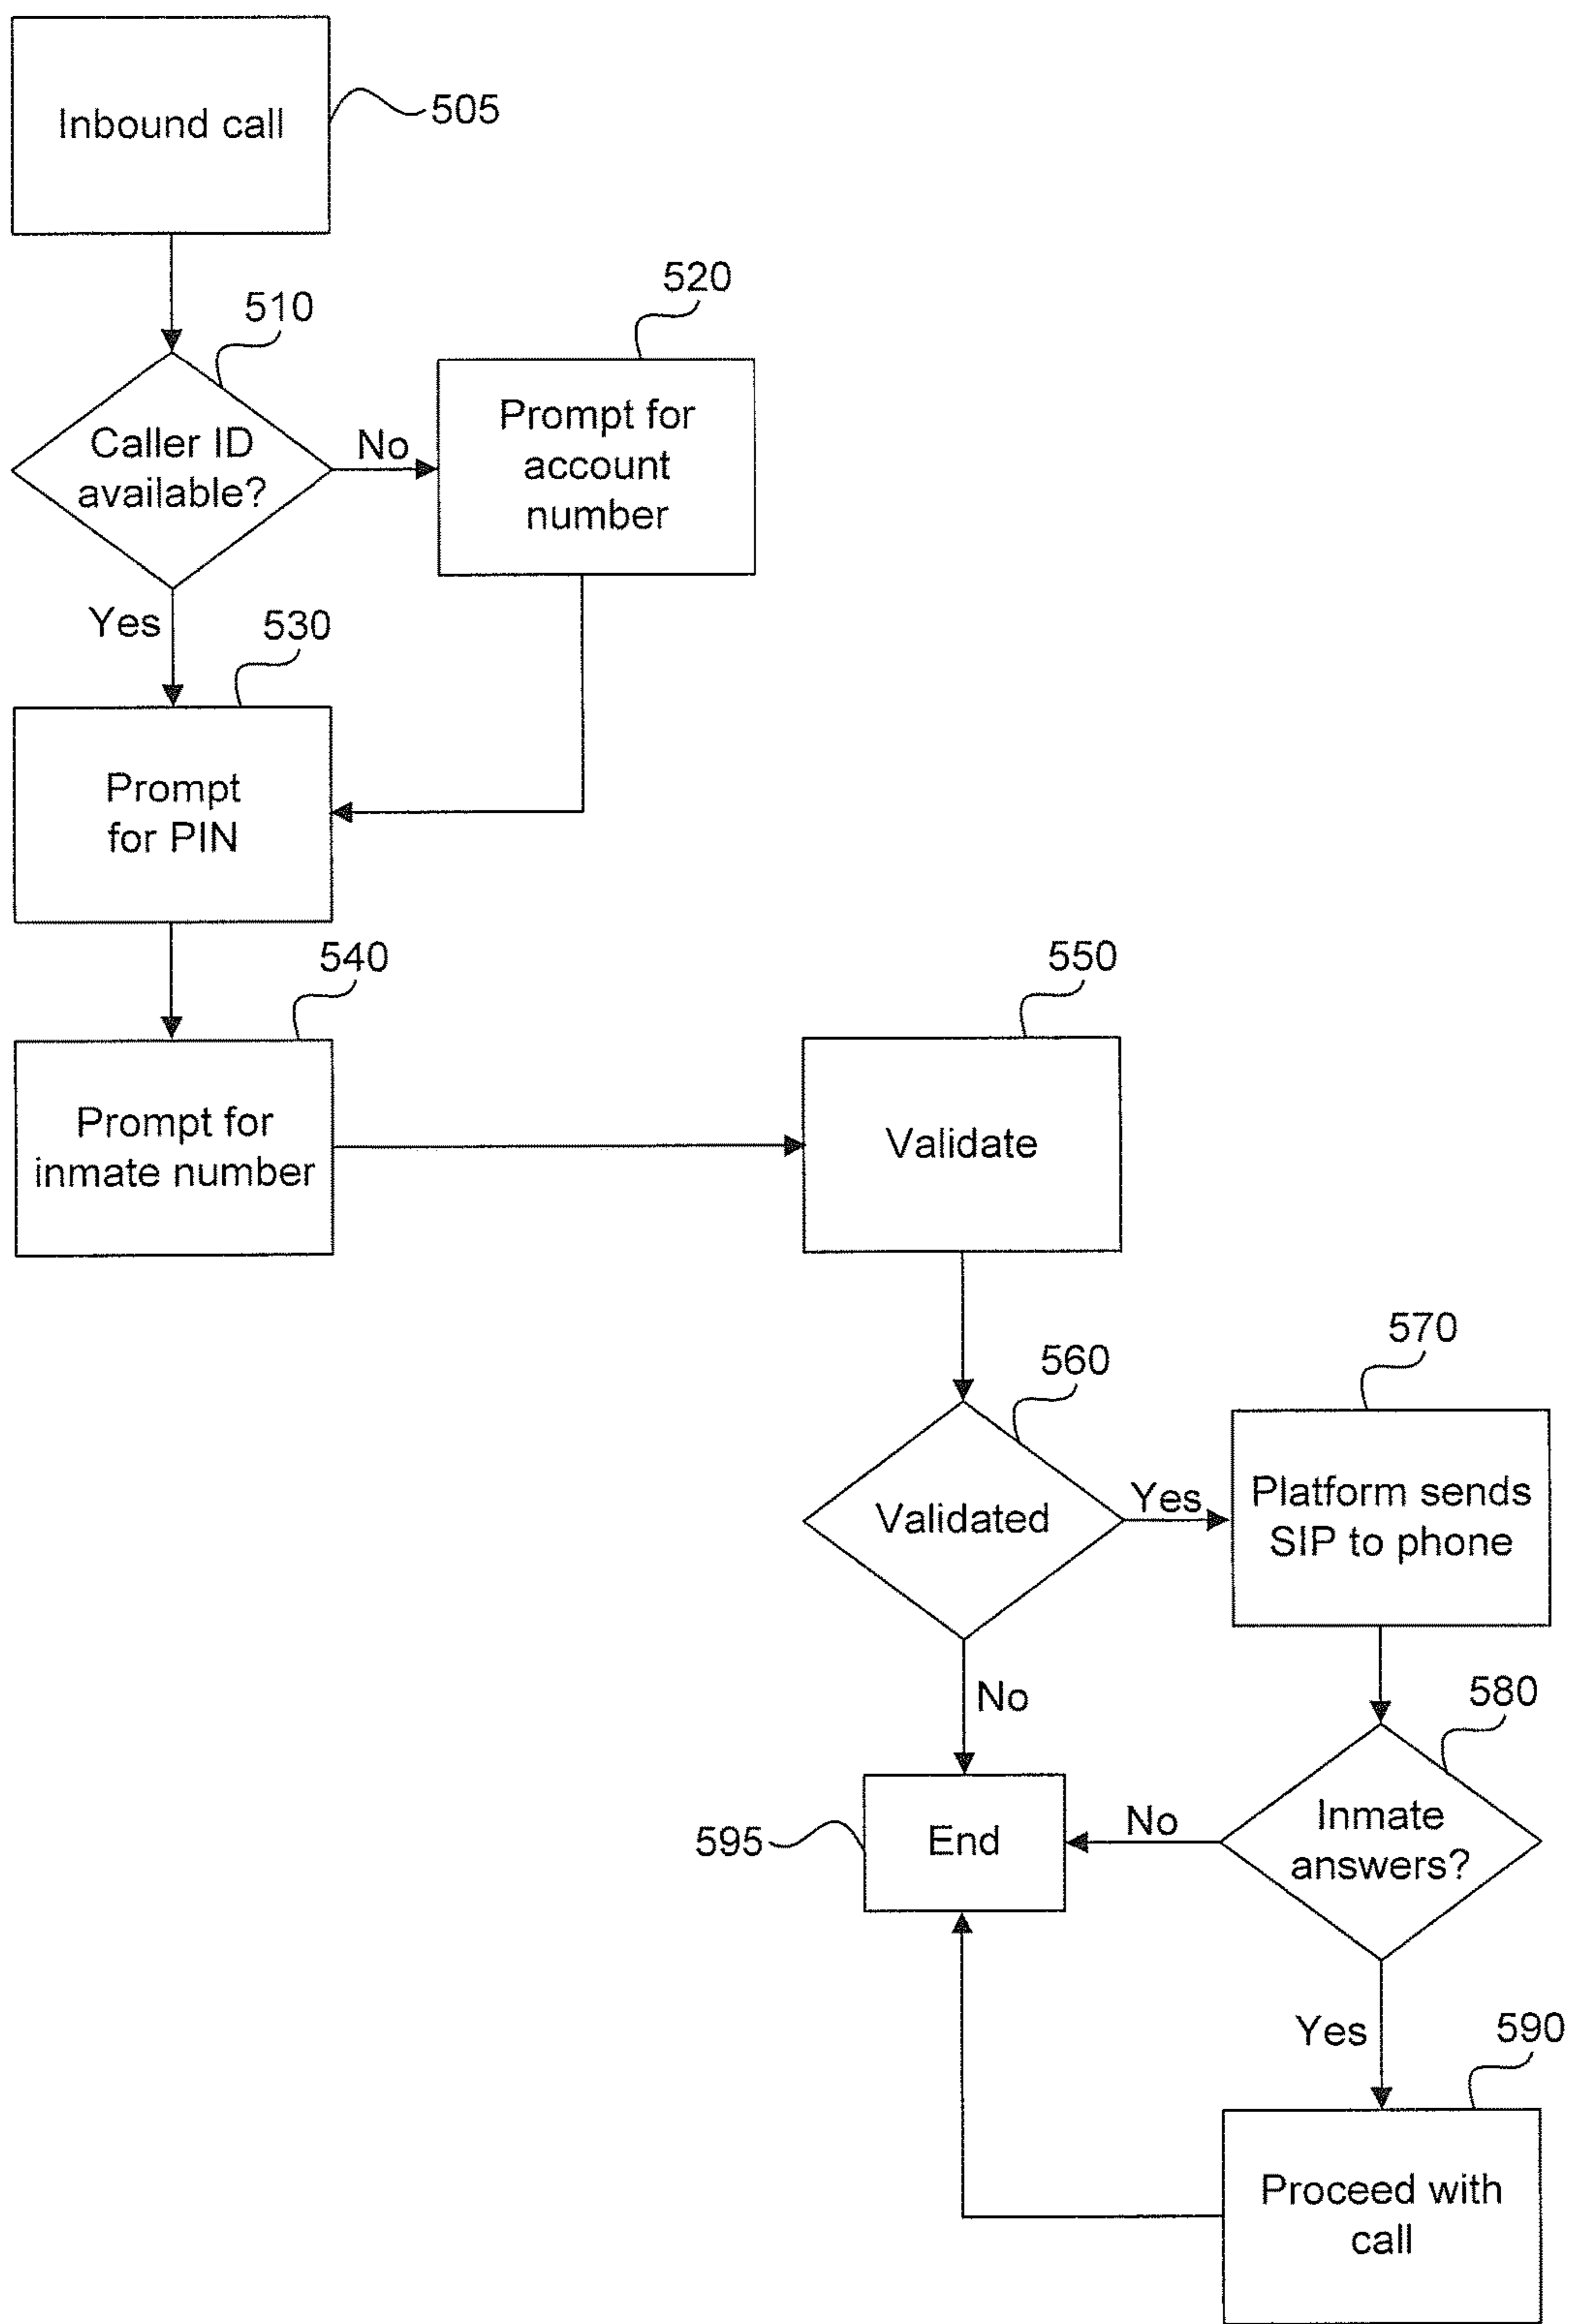 Inbound call
505
510
520
Caller ID
available?
No
Prompt for
account
number
Yes
530
Prompt
for PIN
540
550
Prompt for
inmate number
Validate
560
570
Validated
Yes
Platform sends
SIP to phone
No
580
595
End
No
Inmate
answers?
Yes
590
Proceed with
call